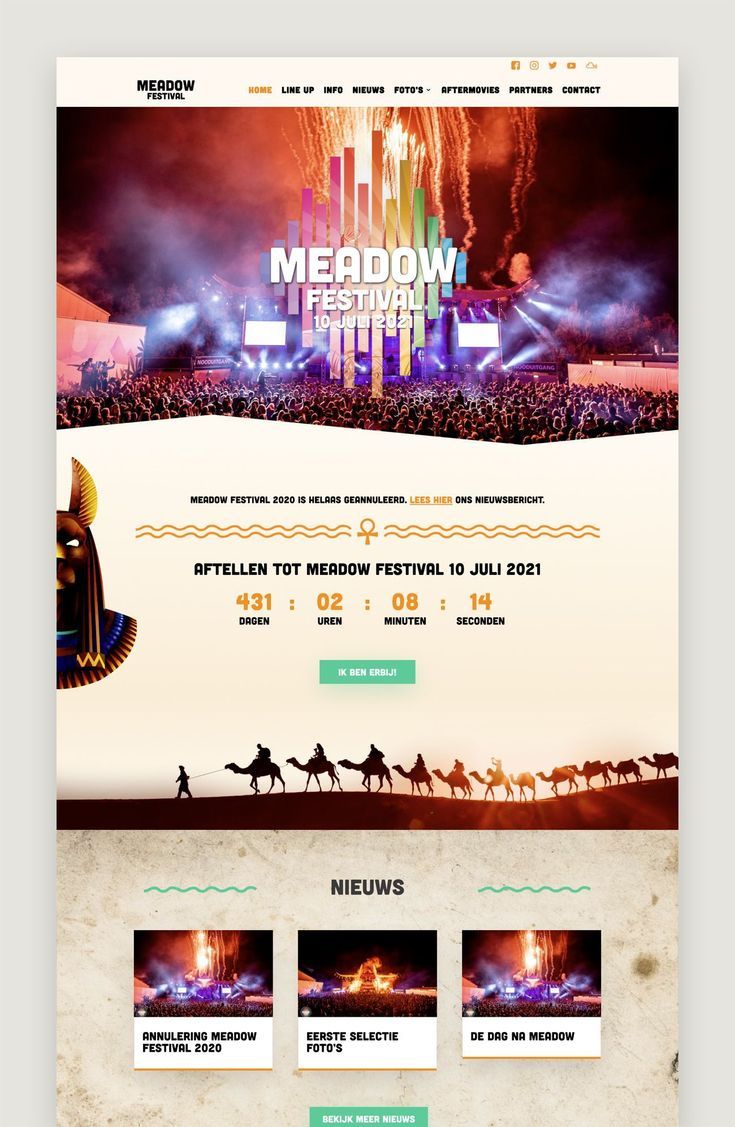 MEADOW
FESTIVAL
HOME LINE UP INFO NIEUWS FOTO'S AFTERMOVIES PARTNERS CONTACT
MEADOW
FESTIVAL
10 JULI 2021
NOODUITGANG
NOODUITGANG
MEADOW FESTIVAL 2020 IS HELAAS GEANNULEERD. LEES HIER ONS NIEUWSBERICHT.
AFTELLEN TOT MEADOW FESTIVAL 10 JULI 2021
431 : 02 : 08 : 14
DAGEN UREN MINUTEN SECONDEN
IK BEN ERBIJ!
NIEUWS
ANNULERING MEADOW
FESTIVAL 2020
EERSTE SELECTIE
FOTO'S
DE DAG NA MEADOW
BEKIJK MEER NIEUWS